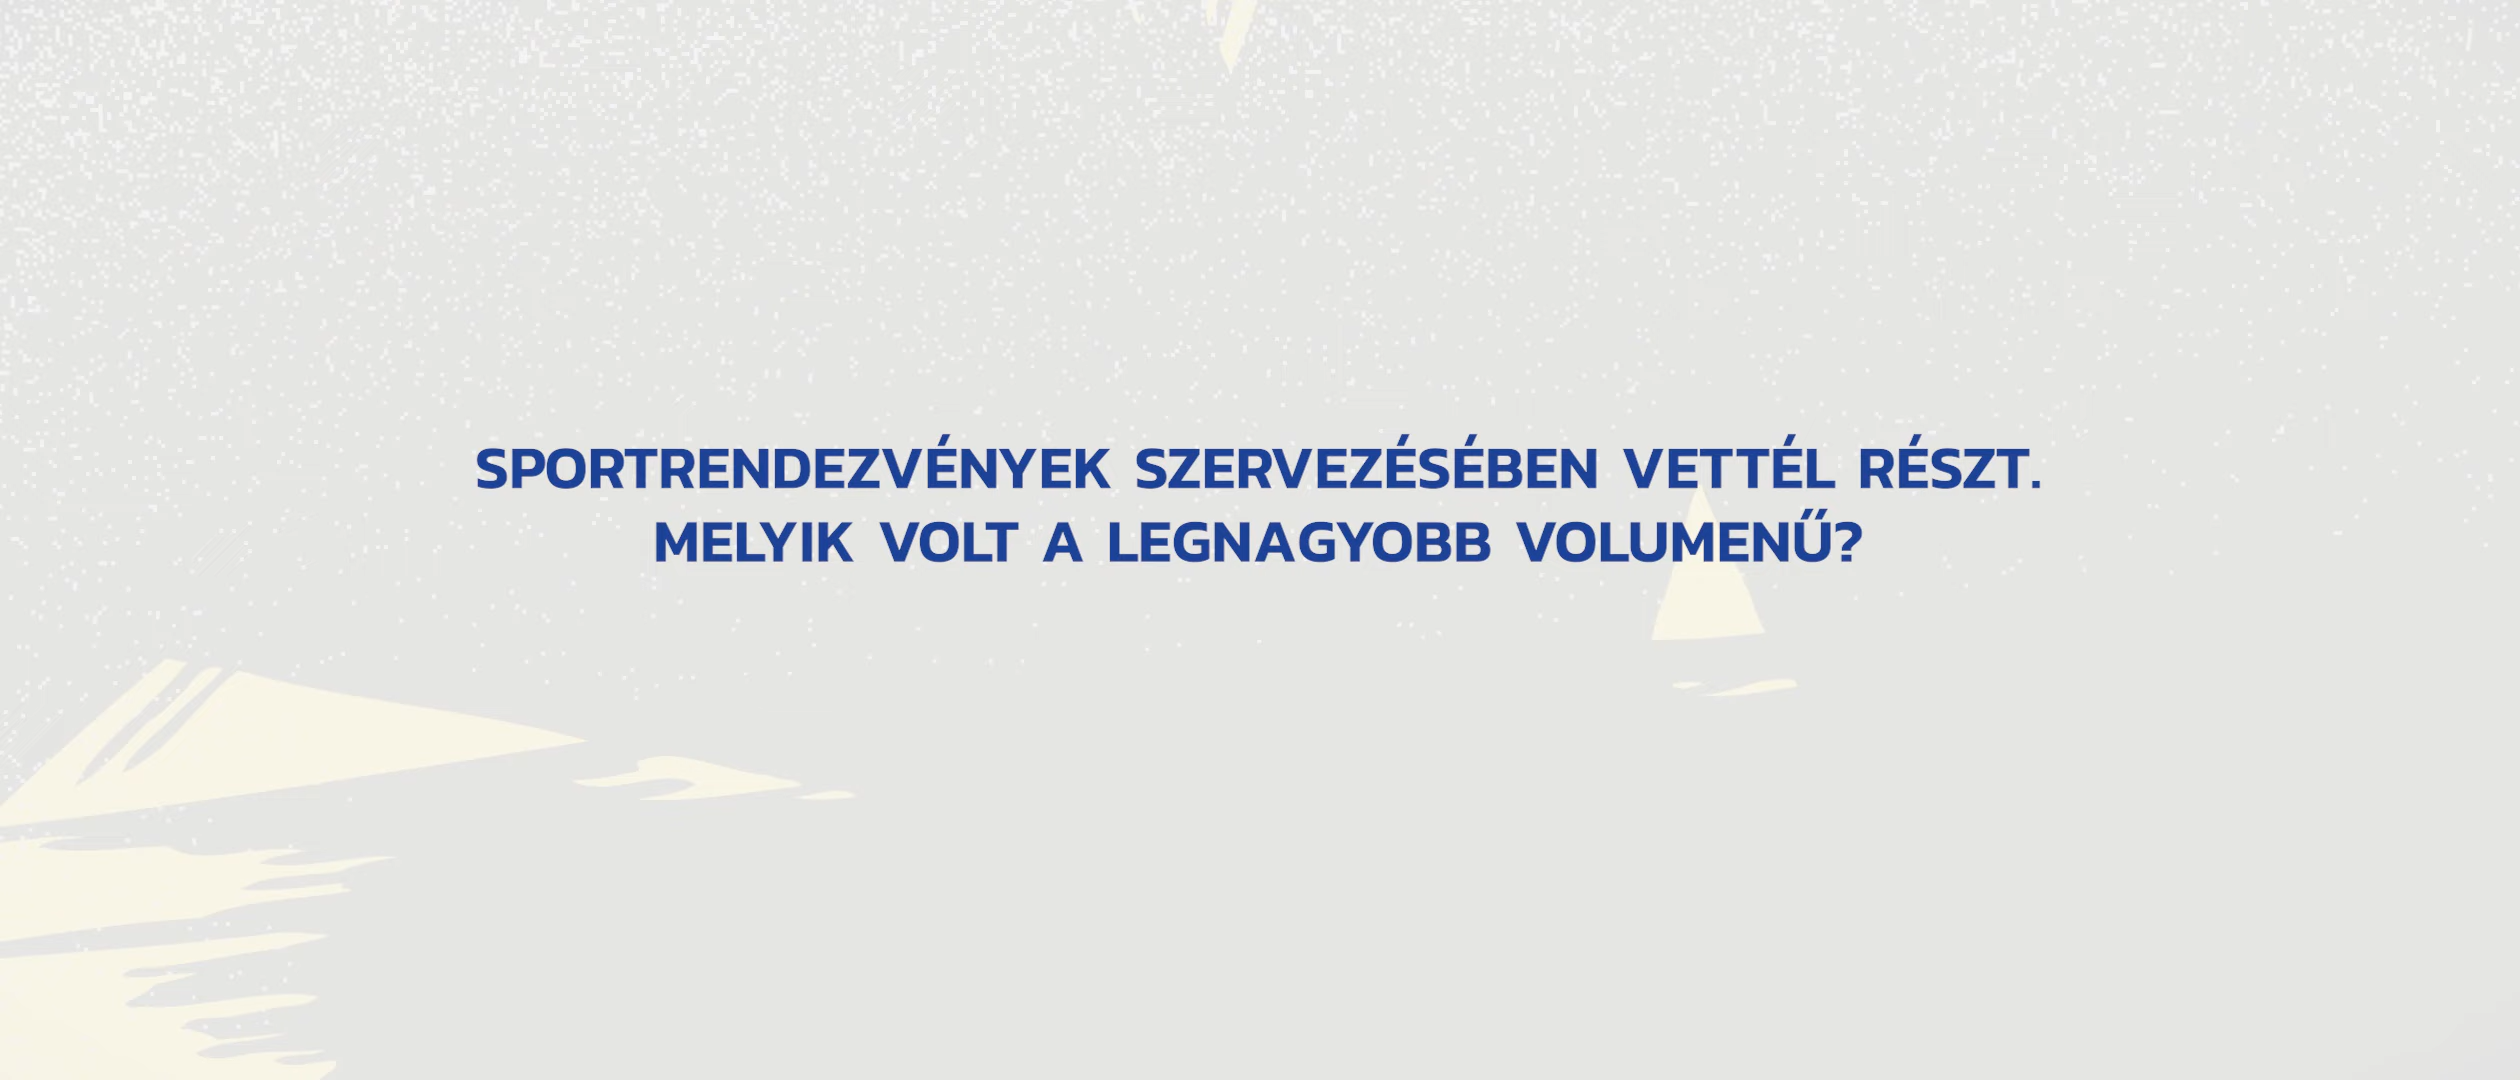 SPORTRENDEZVÉNYEK SZERVEZÉSÉBEN VETTÉL RÉSZT.
MELYIK VOLT A LEGNAGYOBB VOLUMENŰ?